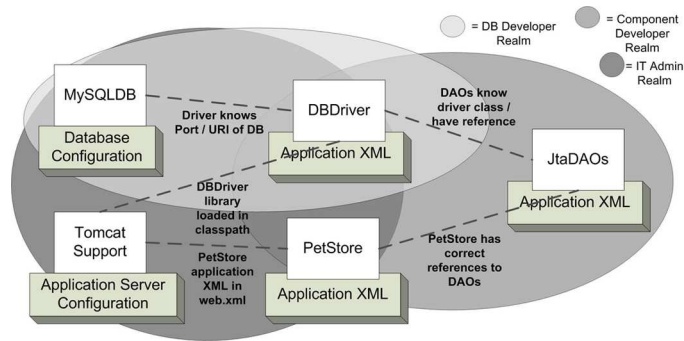 = DB Developer
Realm
= Component
Developer
Realm
= IT Admin
Realm
MySQLDB
Database
Configuration
Driver knows
Port / URI of DB
DBDriver
Application XML
DAOs know
driver class /
have reference
JtaDAOs
Application XML
DBDriver
library
loaded in
classpath
Tomcat
Support
Application Server
Configuration
PetStore
application
XML in
web.xml
PetStore
Application XML
PetStore has
correct
references to
DAOs